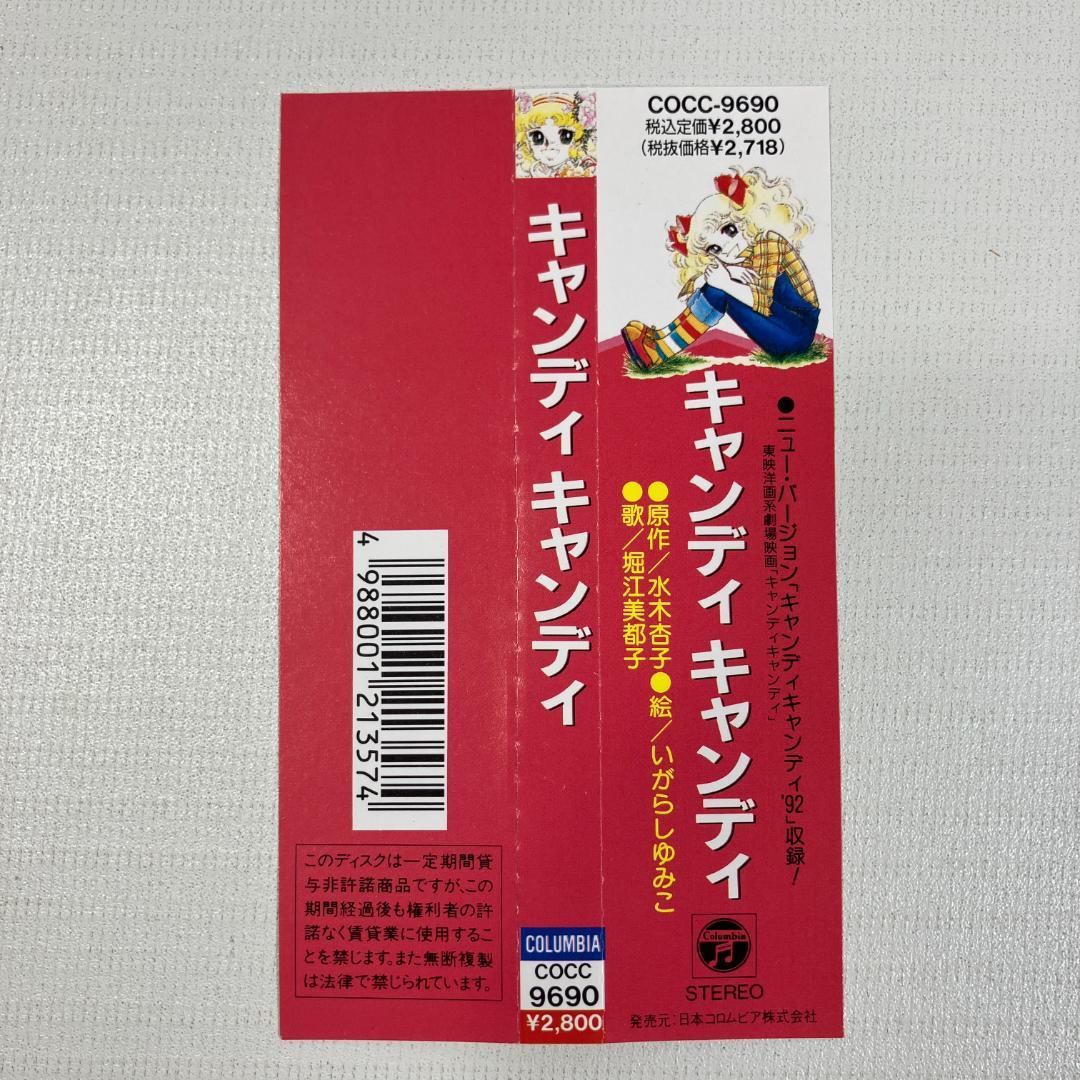 COCC-9690
税込定価¥2,800
(税抜価格¥2,718)
●ニュー・バージョン「キャンディキャンディ'92」収録!
東映洋画系劇場映画「キャンディキャンディ」
キャンディ キャンディ
●原作/水木杏子●絵/いがらしゆみこ
●歌/堀江美都子
Columbia
STEREO
発売元:日本コロムビア株式会社
キャンディ キャンディ
COLUMBIA
COCC
9690
¥2,800
4 988001 213574
このディスクは一定期間貸
与非許諾商品ですが、この
期間経過後も権利者の許
諾なく賃貸業に使用するこ
とを禁じます。また無断複製
は法律で禁じられています。